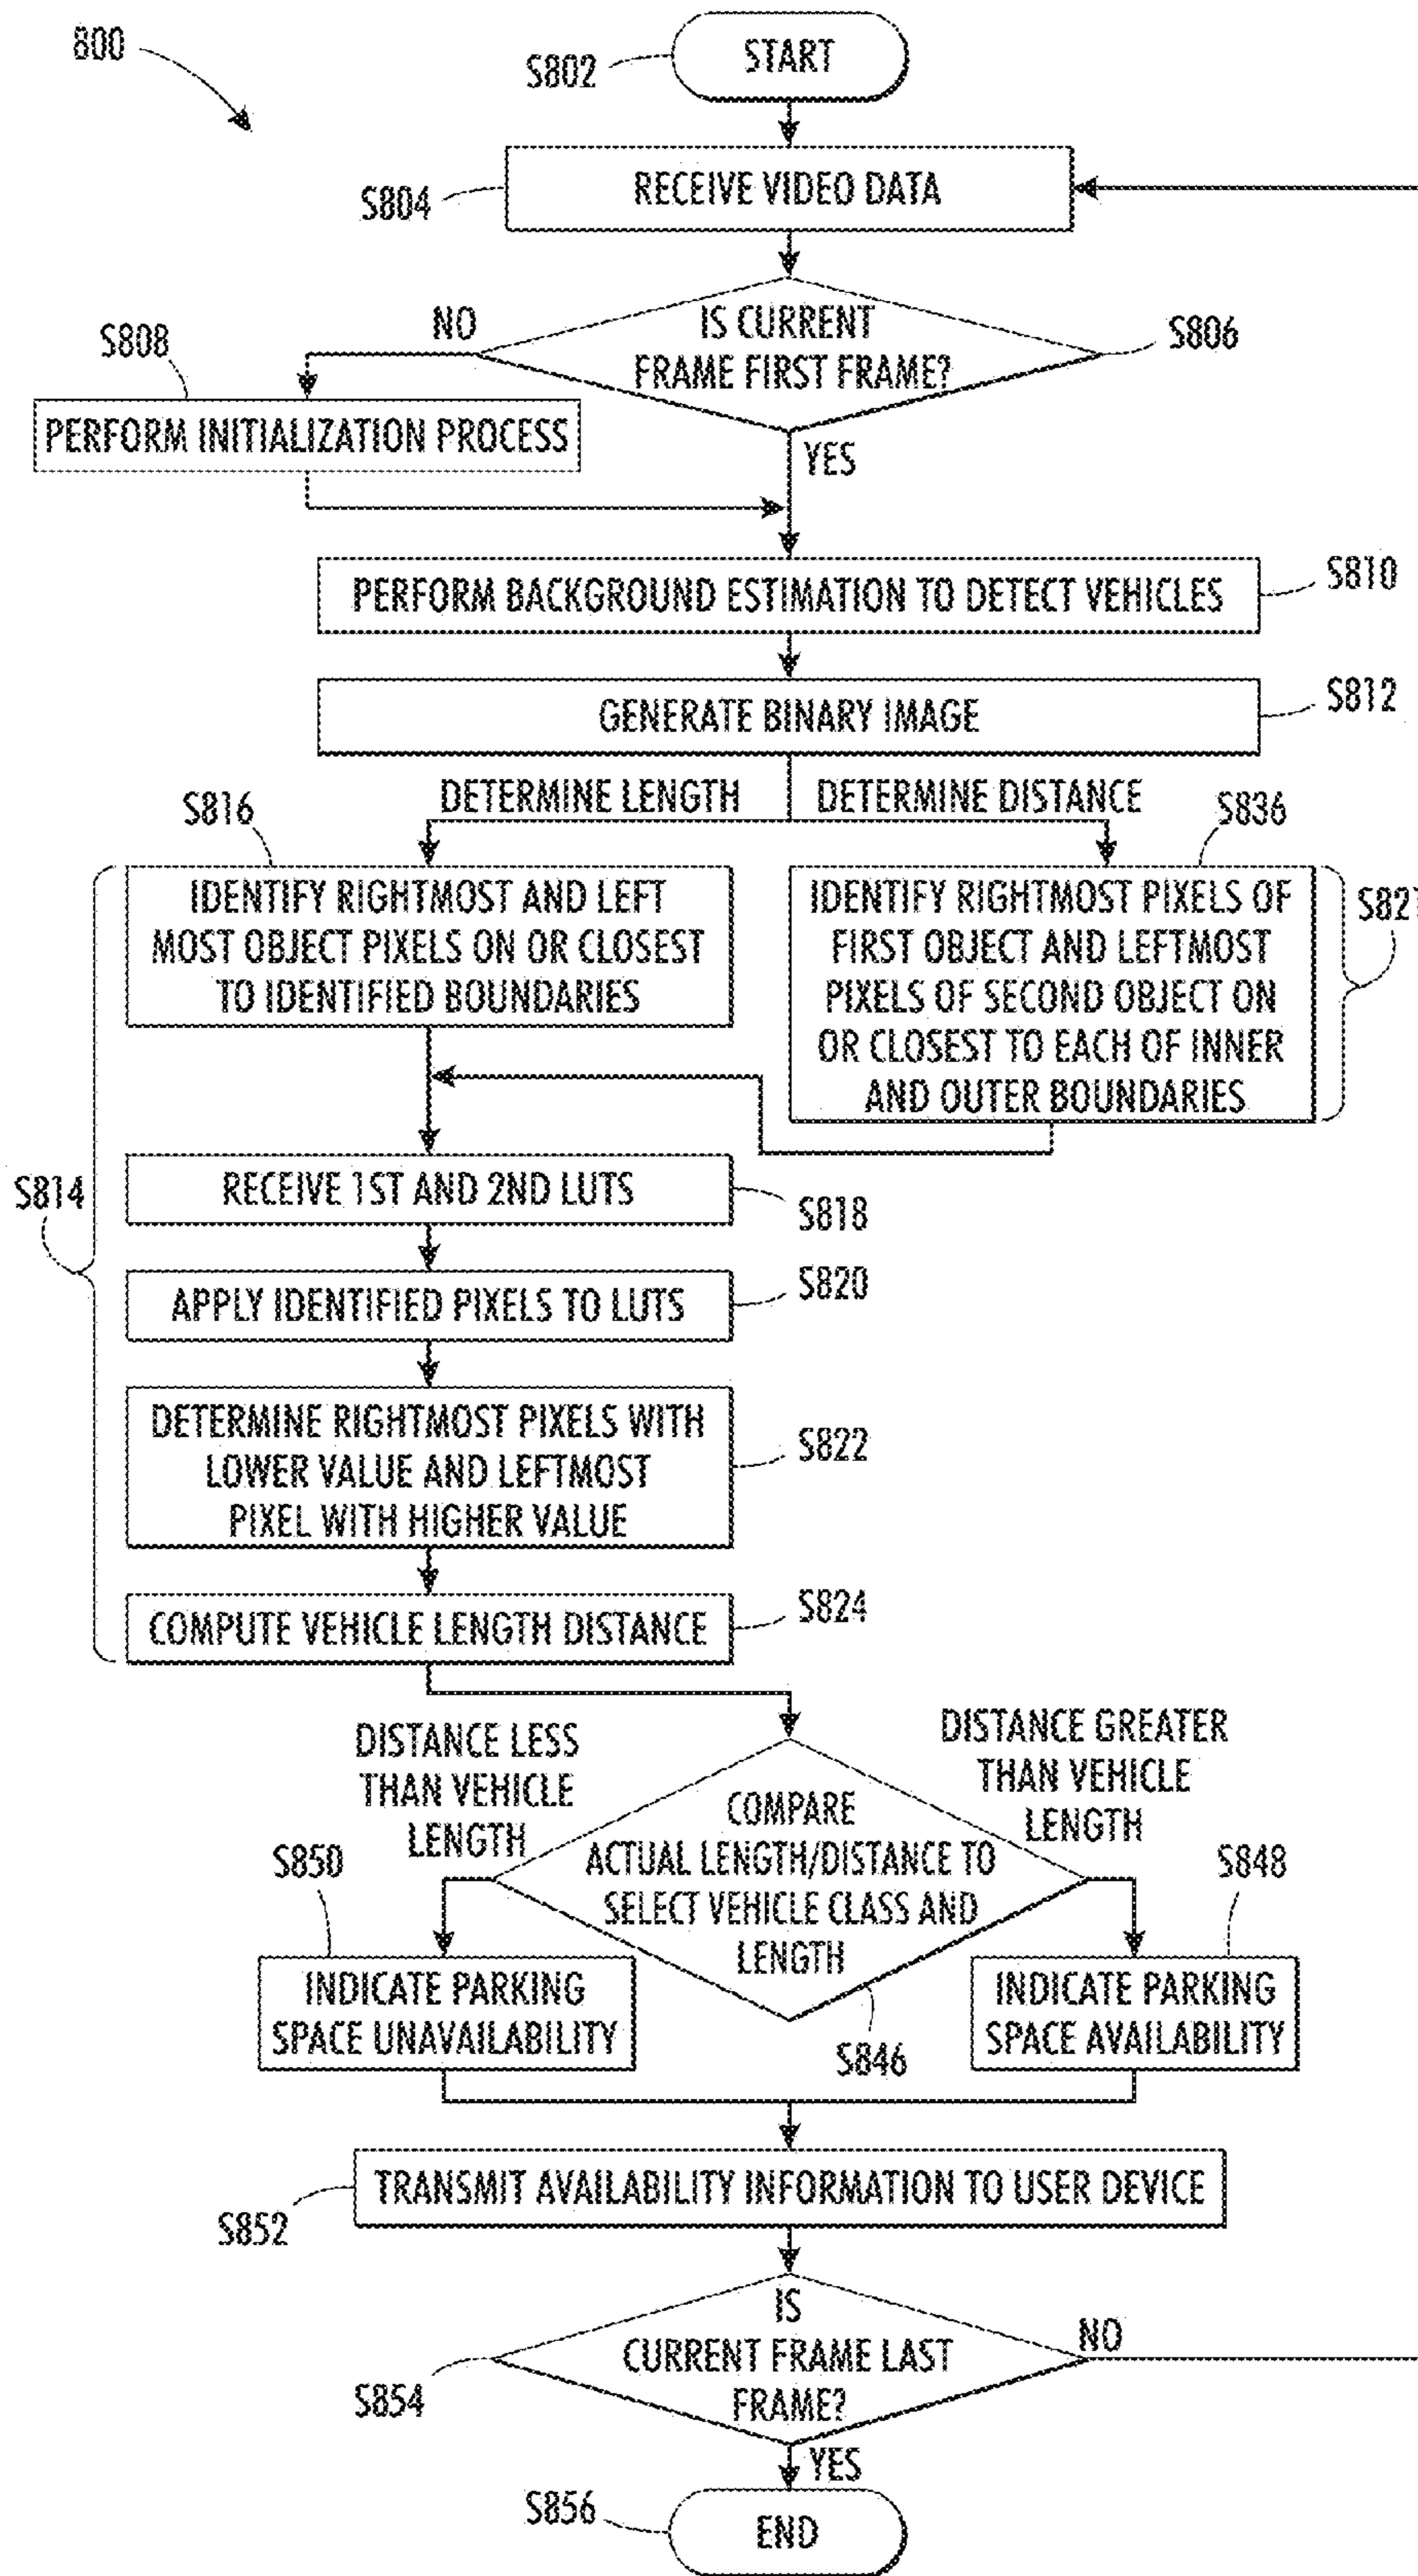 800
S802
START
S804
RECEIVE VIDEO DATA
NO
IS CURRENT
FRAME FIRST FRAME?
S806
S808
PERFORM INITIALIZATION PROCESS
YES
PERFORM BACKGROUND ESTIMATION TO DETECT VEHICLES
S810
GENERATE BINARY IMAGE
S812
DETERMINE LENGTH
DETERMINE DISTANCE
S816
S836
IDENTIFY RIGHTMOST AND LEFT
MOST OBJECT PIXELS ON OR CLOSEST
TO IDENTIFIED BOUNDARIES
IDENTIFY RIGHTMOST PIXELS OF
FIRST OBJECT AND LEFTMOST
PIXELS OF SECOND OBJECT ON
OR CLOSEST TO EACH OF INNER
AND OUTER BOUNDARIES
S827
S814
RECEIVE 1ST AND 2ND LUTS
S818
APPLY IDENTIFIED PIXELS TO LUTS
S820
DETERMINE RIGHTMOST PIXELS WITH
LOWER VALUE AND LEFTMOST
PIXEL WITH HIGHER VALUE
S822
COMPUTE VEHICLE LENGTH DISTANCE
S824
DISTANCE LESS
THAN VEHICLE
LENGTH
DISTANCE GREATER
THAN VEHICLE
LENGTH
COMPARE
ACTUAL LENGTH/DISTANCE TO
SELECT VEHICLE CLASS AND
LENGTH
S850
S848
INDICATE PARKING
SPACE UNAVAILABILITY
S846
INDICATE PARKING
SPACE AVAILABILITY
TRANSMIT AVAILABILITY INFORMATION TO USER DEVICE
S852
IS
CURRENT FRAME LAST
FRAME?
NO
S854
YES
S856
END